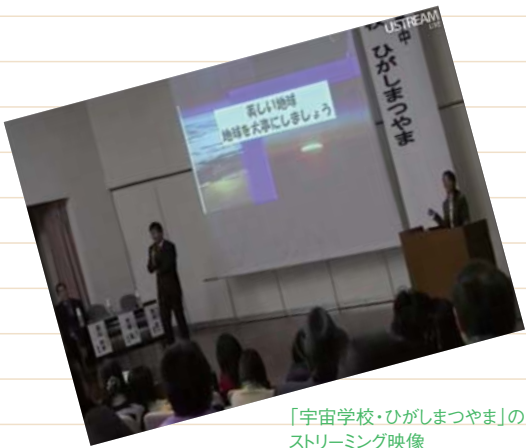 USTREAM
中
ひがしまつやま
美しい地球
地球を大事にしましょう
「宇宙学校・ひがしまつやま」の
ストリーミング映像